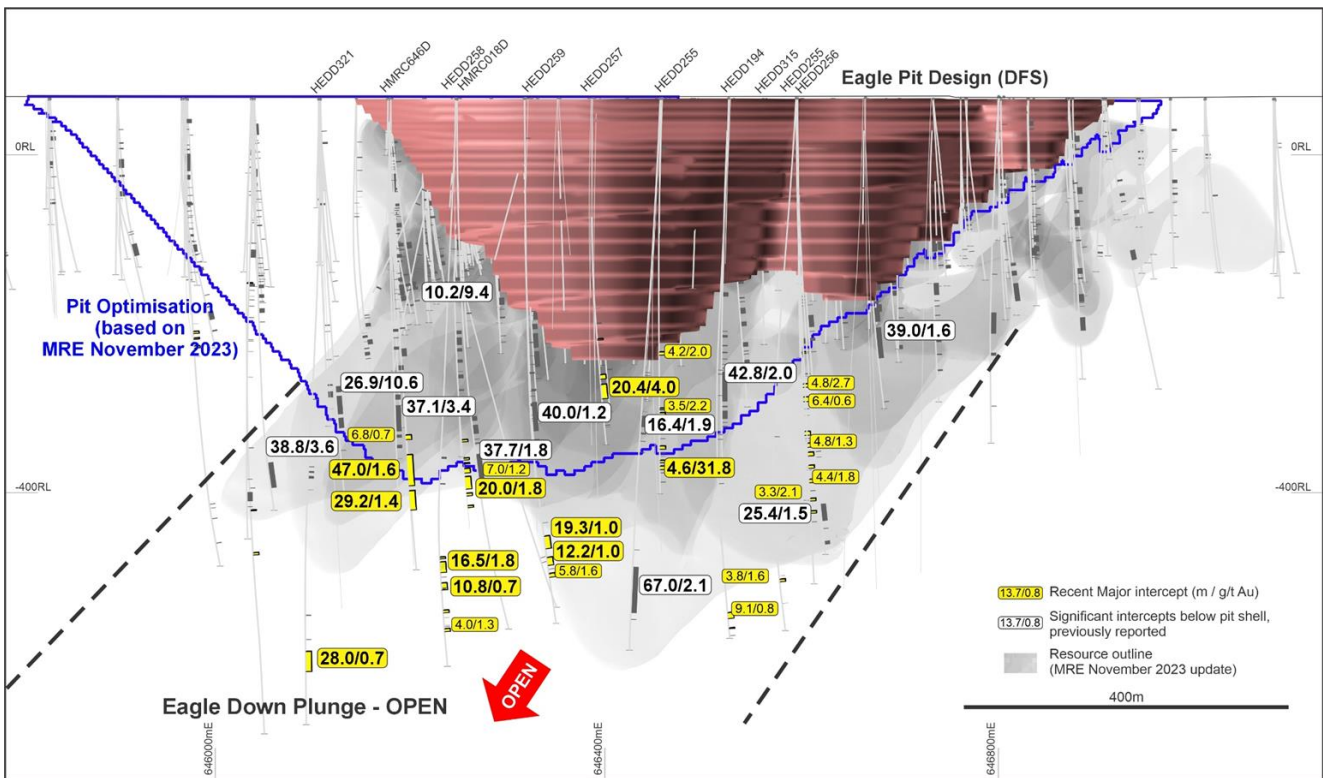 HEDD321
HMRC646D
HEDD258
HMRC018D
HEDD259
HEDD257
HEDD255
HEDD194
HEDD315
HEDD255
HEDD256
Eagle Pit Design (DFS)
0RL
0RL
Pit Optimisation
(based on
MRE November 2023)
10.2/9.4
39.0/1.6
4.2/2.0
42.8/2.0
26.9/10.6
20.4/4.0
4.8/2.7
6.4/0.6
37.1/3.4
40.0/1.2
3.5/2.2
16.4/1.9
6.8/0.7
4.8/1.3
38.8/3.6
37.7/1.8
47.0/1.6
7.0/1.2
4.6/31.8
4.4/1.8
20.0/1.8
3.3/2.1
29.2/1.4
-400RL
-400RL
25.4/1.5
19.3/1.0
12.2/1.0
16.5/1.8
5.8/1.6
3.8/1.6
10.8/0.7
67.0/2.1
9.1/0.8
4.0/1.3
28.0/0.7
13.7/0.8 Recent Major intercept (m / g/t Au)
13.7/0.8 Significant intercepts below pit shell,
previously reported
Resource outline
(MRE November 2023 update)
400m
OPEN
Eagle Down Plunge - OPEN
646000mE
646400mE
646800mE